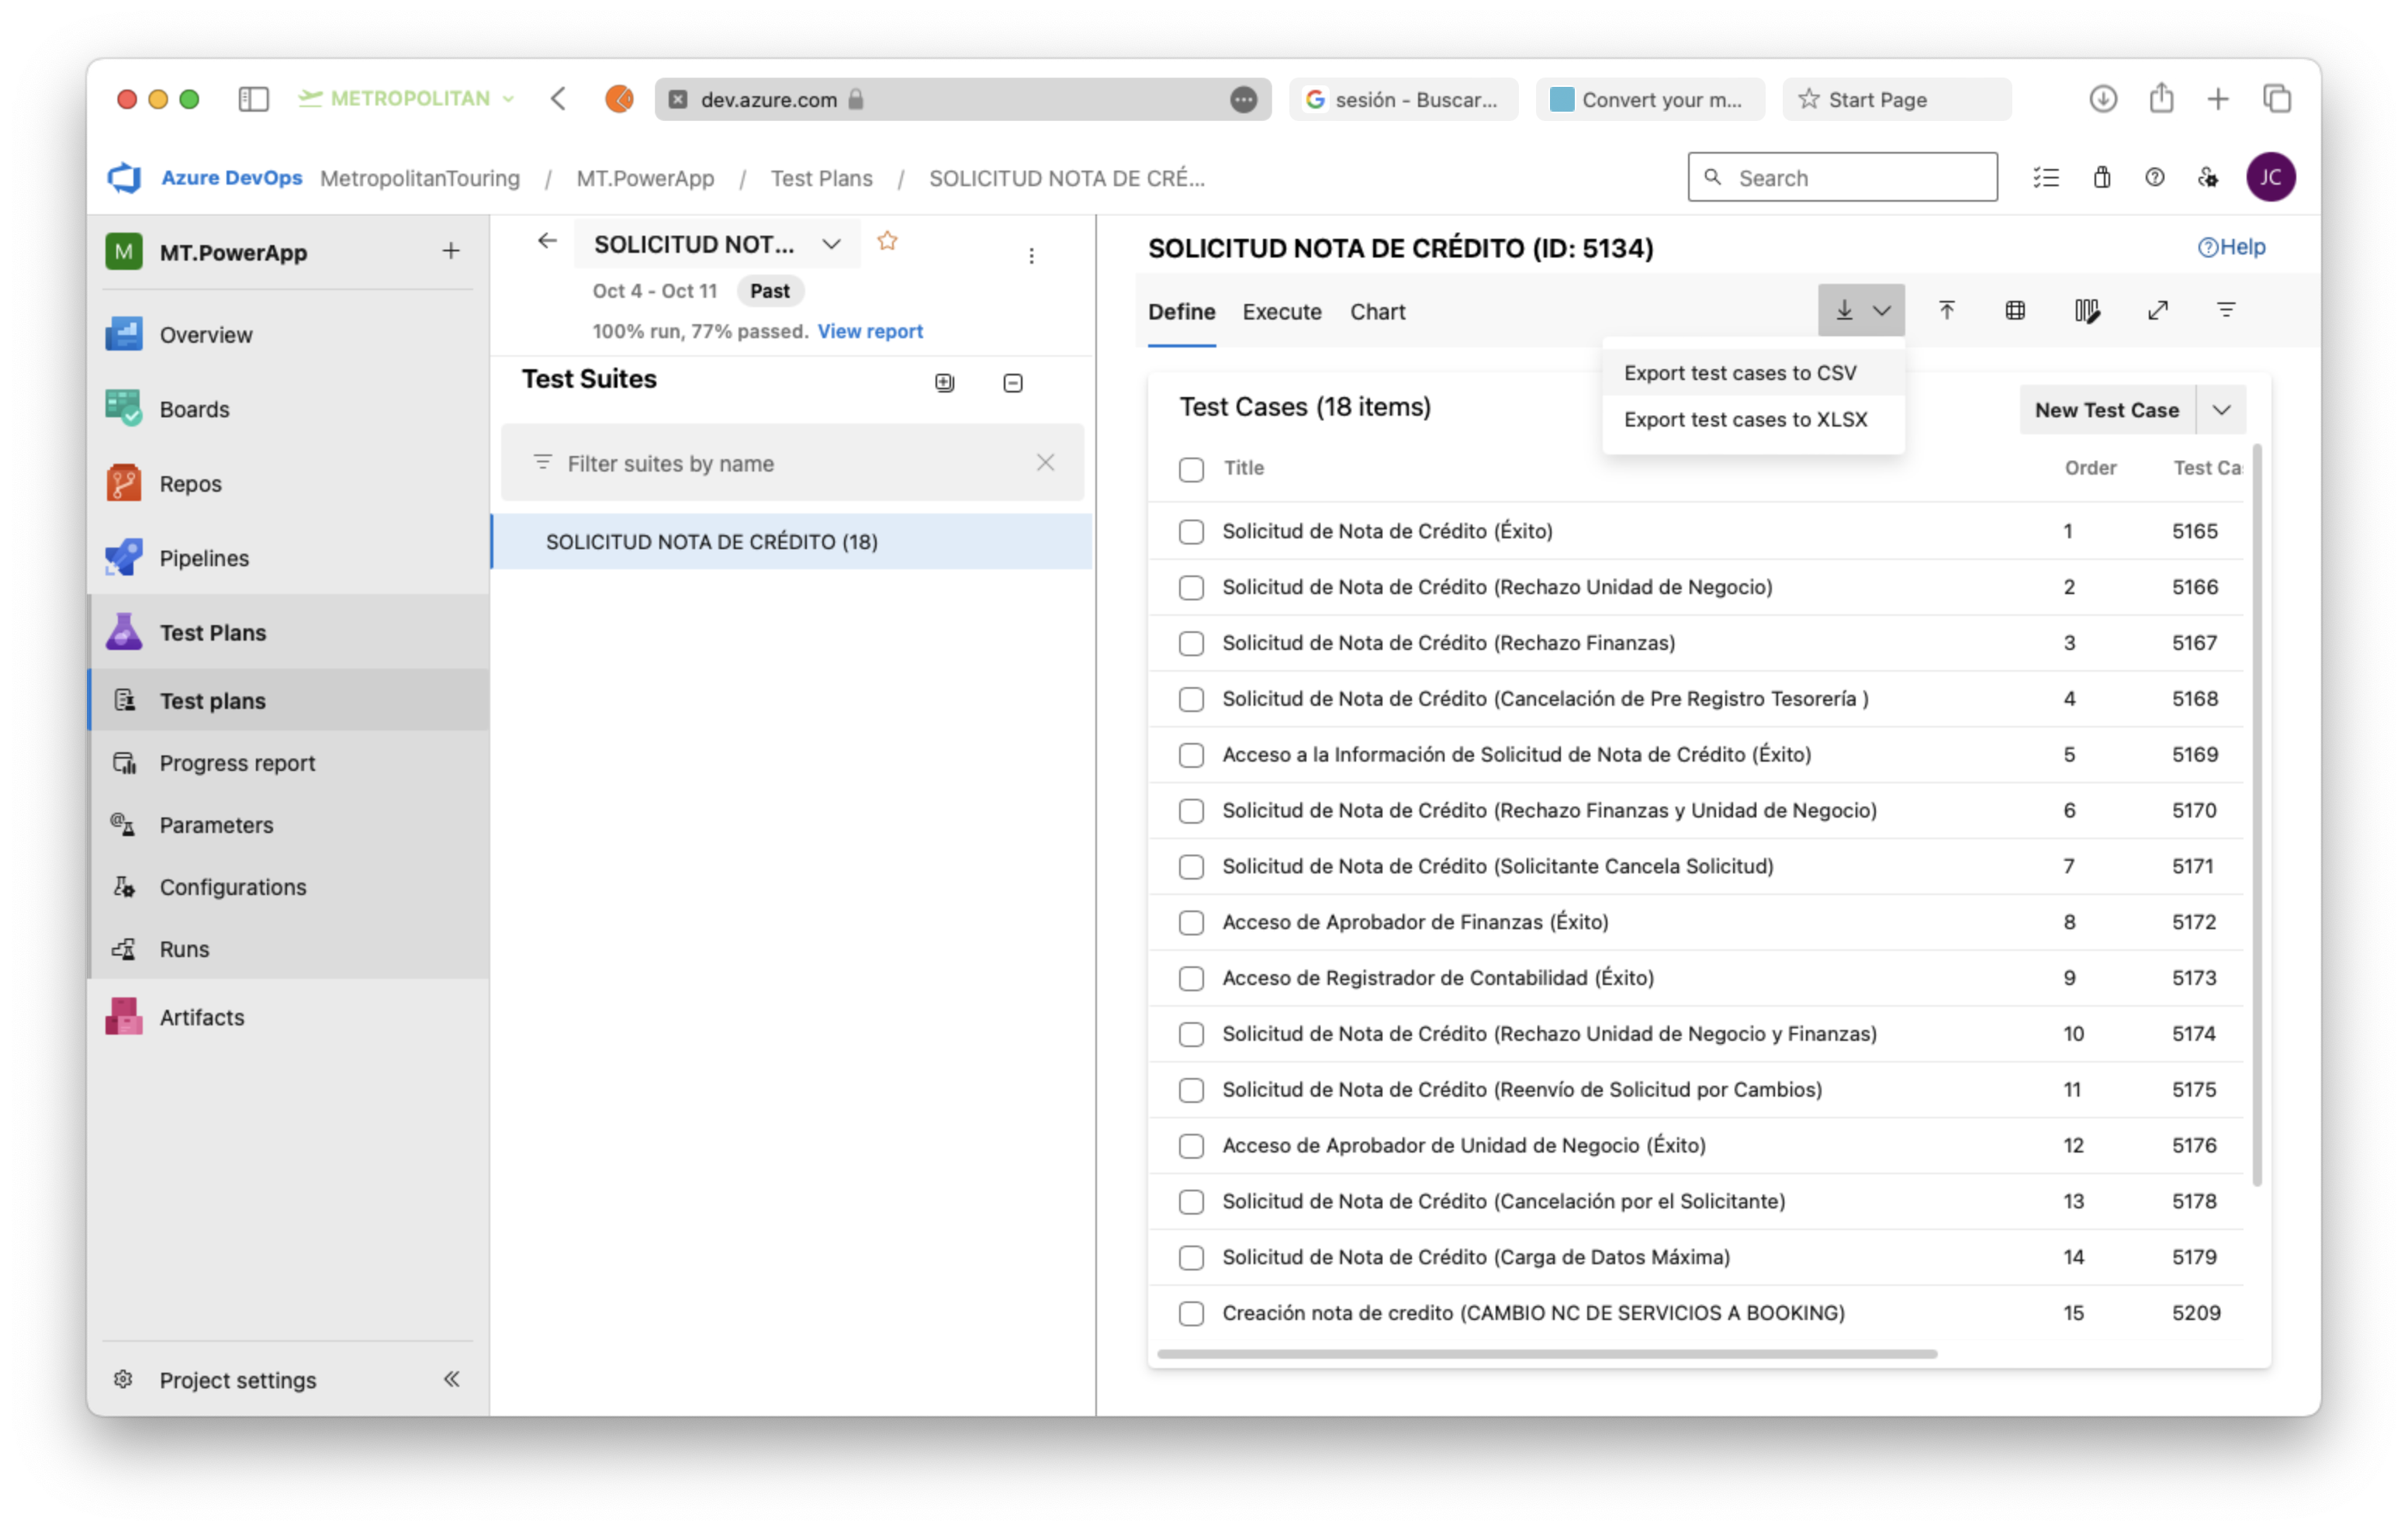 METROPOLITAN
dev.azure.com
sesión - Buscar...
Convert your m...
Start Page
Azure DevOps
MetropolitanTouring / MT.PowerApp / Test Plans / SOLICITUD NOTA DE CRÉ...
Search
JC
M MT.PowerApp
Overview
Boards
Repos
Pipelines
Test Plans
Test plans
Progress report
Parameters
Configurations
Runs
Artifacts
Project settings
SOLICITUD NOT...
Oct 4 - Oct 11 Past
100% run, 77% passed. View report
Test Suites
Filter suites by name
SOLICITUD NOTA DE CRÉDITO (18)
SOLICITUD NOTA DE CRÉDITO (ID: 5134)
Help
Define Execute Chart
Export test cases to CSV
Export test cases to XLSX
Test Cases (18 items)
New Test Case
Title Order Test Ca
Solicitud de Nota de Crédito (Éxito) 1 5165
Solicitud de Nota de Crédito (Rechazo Unidad de Negocio) 2 5166
Solicitud de Nota de Crédito (Rechazo Finanzas) 3 5167
Solicitud de Nota de Crédito (Cancelación de Pre Registro Tesorería ) 4 5168
Acceso a la Información de Solicitud de Nota de Crédito (Éxito) 5 5169
Solicitud de Nota de Crédito (Rechazo Finanzas y Unidad de Negocio) 6 5170
Solicitud de Nota de Crédito (Solicitante Cancela Solicitud) 7 5171
Acceso de Aprobador de Finanzas (Éxito) 8 5172
Acceso de Registrador de Contabilidad (Éxito) 9 5173
Solicitud de Nota de Crédito (Rechazo Unidad de Negocio y Finanzas) 10 5174
Solicitud de Nota de Crédito (Reenvío de Solicitud por Cambios) 11 5175
Acceso de Aprobador de Unidad de Negocio (Éxito) 12 5176
Solicitud de Nota de Crédito (Cancelación por el Solicitante) 13 5178
Solicitud de Nota de Crédito (Carga de Datos Máxima) 14 5179
Creación nota de credito (CAMBIO NC DE SERVICIOS A BOOKING) 15 5209